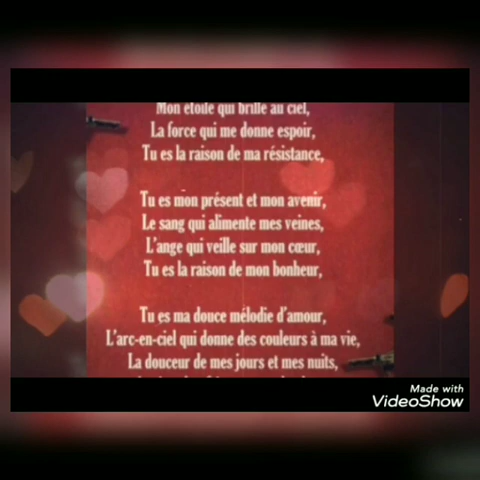 Mon étoile qui brille au ciel,
La force qui me donne espoir,
Tu es la raison de ma résistance,
Tu es mon présent et mon avenir,
Le sang qui alimente mes veines,
L'ange qui veille sur mon cœur,
Tu es la raison de mon bonheur,
Tu es ma douce mélodie d'amour,
L'arc-en-ciel qui donne des couleurs à ma vie,
La douceur de mes jours et mes nuits,
Made with
VideoShow